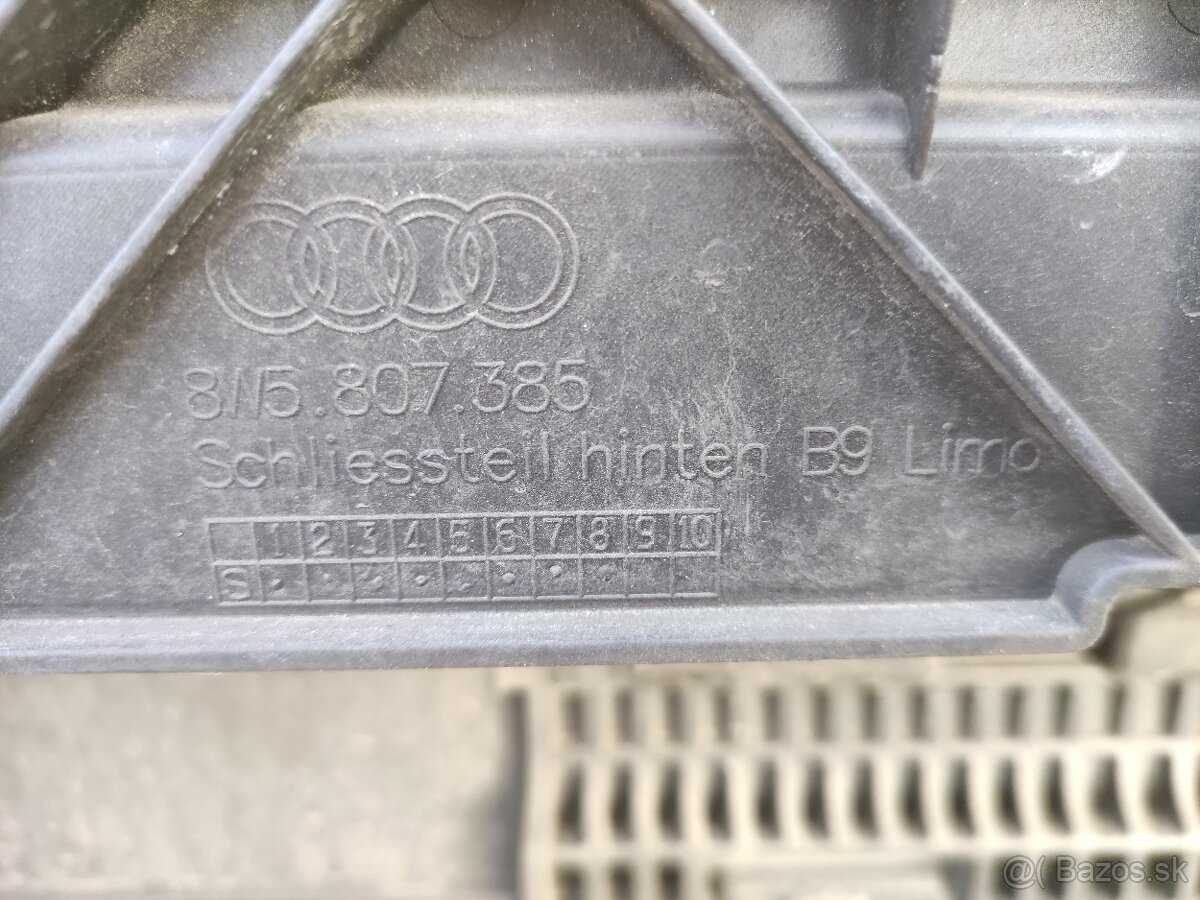 8W5.807.385
Schliessteil hinten B9 Limo
1 2 3 4 5 6 7 8 9 10
S
@( Bazos.sk